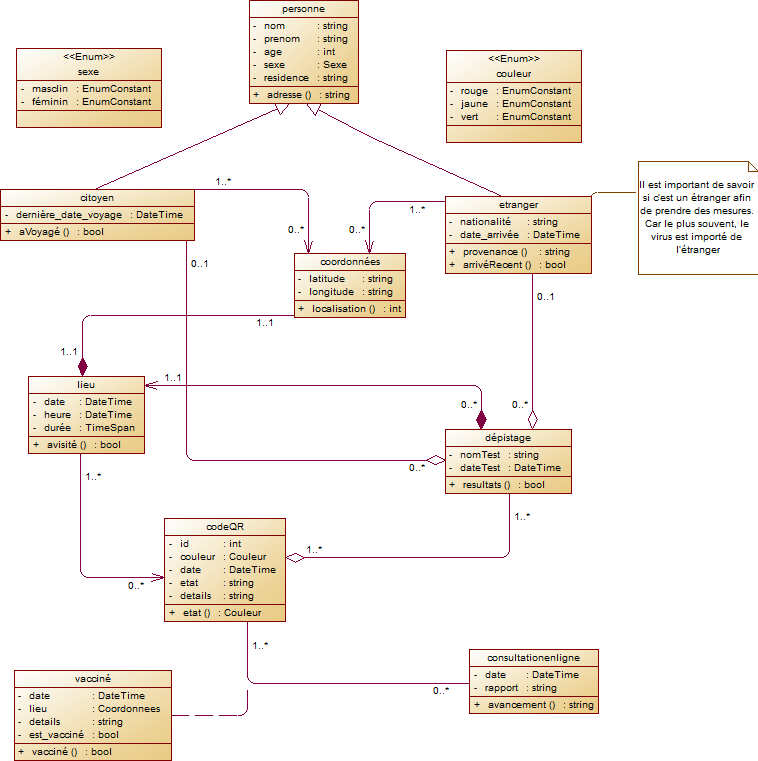 personne
- nom : string
- prenom : string
- age : int
- sexe : Sexe
- residence : string
+ adresse () : string
<<Enum>>
sexe
- masclin : EnumConstant
- féminin : EnumConstant
<<Enum>>
couleur
- rouge : EnumConstant
- jaune : EnumConstant
- vert : EnumConstant
Il est important de savoir
si c'est un étranger afin
de prendre des mesures.
Car le plus souvent, le
virus est importé de
l'étranger
citoyen
- dernière_date_voyage : DateTime
+ aVoyagé () : bool
1..*
0..*
0..1
etranger
- nationalité : string
- date_arrivée : DateTime
+ provenance () : string
+ arrivéRecent () : bool
1..*
0..*
0..1
coordonnées
- latitude : string
- longitude : string
+ localisation () : int
1..1
1..1
lieu
- date : DateTime
- heure : DateTime
- durée : TimeSpan
+ avisité () : bool
1..1
0..*
0..*
1..*
dépistage
- nomTest : string
- dateTest : DateTime
+ resultats () : bool
0..*
1..*
codeQR
- id : int
- couleur : Couleur
- date : DateTime
- etat : string
- details : string
+ etat () : Couleur
1..*
0..*
1..*
0..*
consultationenligne
- date : DateTime
- rapport : string
+ avancement () : string
vacciné
- date : DateTime
- lieu : Coordonnees
- details : string
- est_vacciné : bool
+ vacciné () : bool